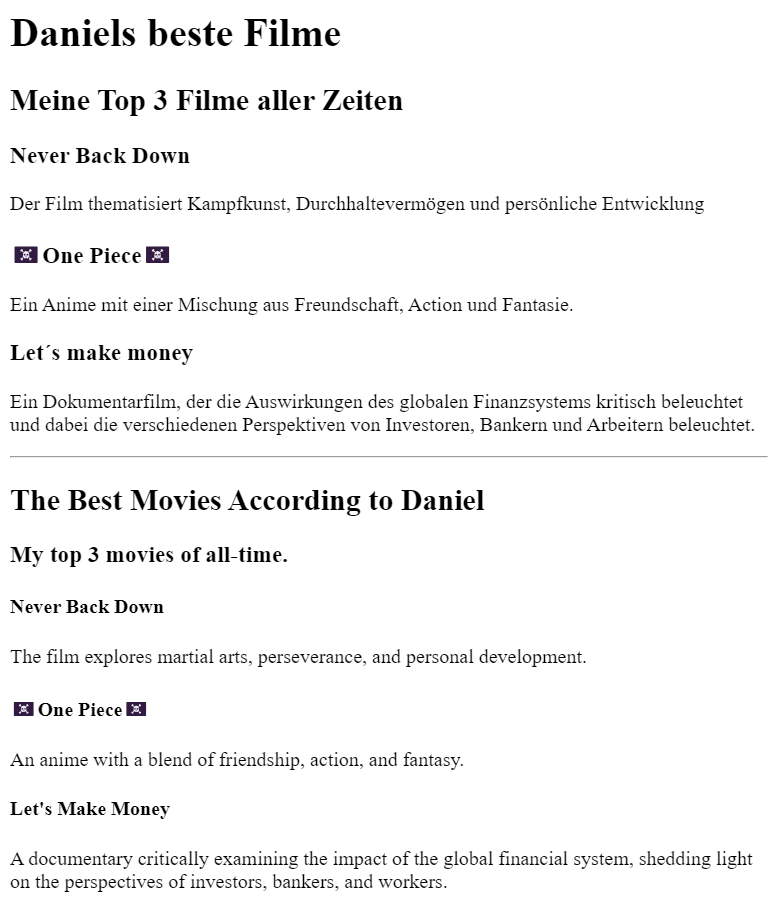 Daniels beste Filme
Meine Top 3 Filme aller Zeiten
Never Back Down
Der Film thematisiert Kampfkunst, Durchhaltevermögen und persönliche Entwicklung
One Piece
Ein Anime mit einer Mischung aus Freundschaft, Action und Fantasie.
Let´s make money
Ein Dokumentarfilm, der die Auswirkungen des globalen Finanzsystems kritisch beleuchtet
und dabei die verschiedenen Perspektiven von Investoren, Bankern und Arbeitern beleuchtet.
The Best Movies According to Daniel
My top 3 movies of all-time.
Never Back Down
The film explores martial arts, perseverance, and personal development.
One Piece
An anime with a blend of friendship, action, and fantasy.
Let's Make Money
A documentary critically examining the impact of the global financial system, shedding light
on the perspectives of investors, bankers, and workers.